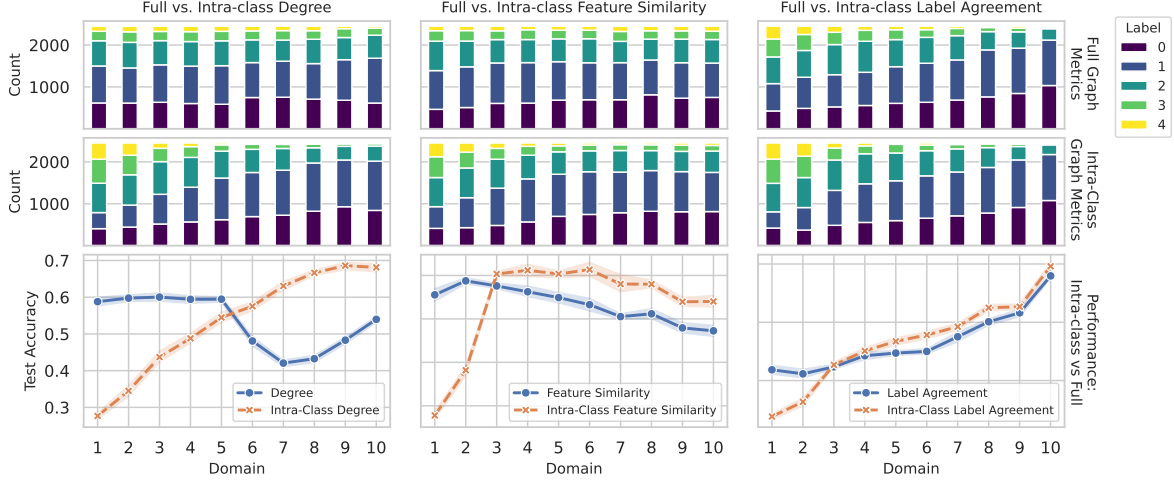 Full vs. Intra-class Degree
Full vs. Intra-class Feature Similarity
Full vs. Intra-class Label Agreement
Label
0
1
2
3
4
Count
2000
1000
Full Graph
Metrics
Count
2000
1000
Intra-Class
Graph Metrics
Test Accuracy
0.7
0.6
0.5
0.4
0.3
Degree
Intra-Class Degree
Feature Similarity
Intra-Class Feature Similarity
Label Agreement
Intra-Class Label Agreement
Performance:
Intra-class vs Full
1 2 3 4 5 6 7 8 9 10
1 2 3 4 5 6 7 8 9 10
1 2 3 4 5 6 7 8 9 10
Domain
Domain
Domain